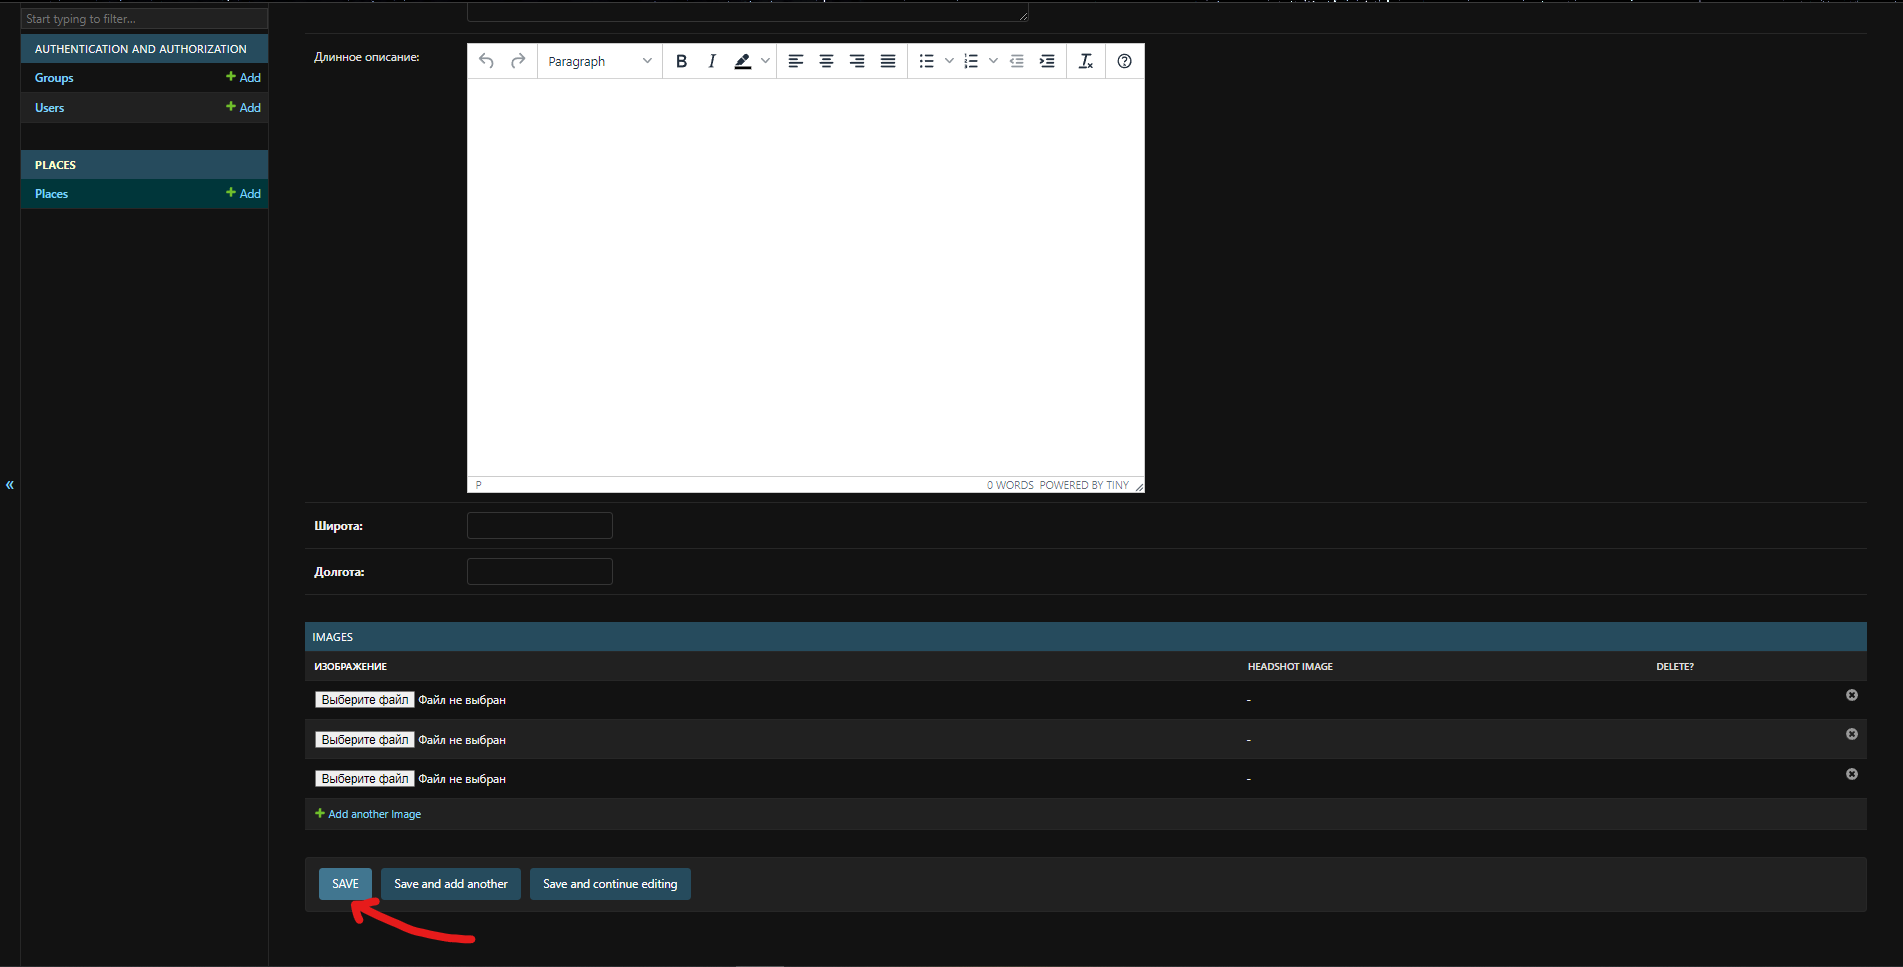 Start typing to filter...
AUTHENTICATION AND AUTHORIZATION
Groups Add
Users Add
PLACES
Places Add
«
Длинное описание:
Paragraph
P
0 WORDS POWERED BY TINY
Широта:
Долгота:
IMAGES
ИЗОБРАЖЕНИЕ HEADSHOT IMAGE DELETE?
Выберите файл Файл не выбран -
Выберите файл Файл не выбран -
Выберите файл Файл не выбран -
Add another Image
SAVE Save and add another Save and continue editing